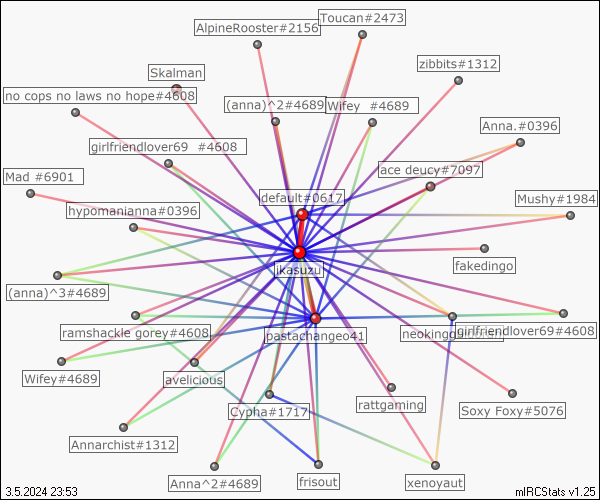 Toucan#2473
AlpineRooster#2156
zibbits#1312
Skalman
no cops no laws no hope#4608
(anna)^2#4689
Wifey #4689
Anna.#0396
girlfriendlover69 #4608
ace deucy#7097
Mad #6901
default#0617
Mushy#1984
hypomanianna#0396
fakedingo
jkasuzu
(anna)^3#4689
ramshackle gorey#4608
pastachangeo41
girlfriendlover69#4608
Wifey#4689
avelicious
rattgaming
Cypha#1717
Soxy Foxy#5076
Annarchist#1312
Anna^2#4689
frisout
xenoyaut
3.5.2024 23:53
mIRCStats v1.25